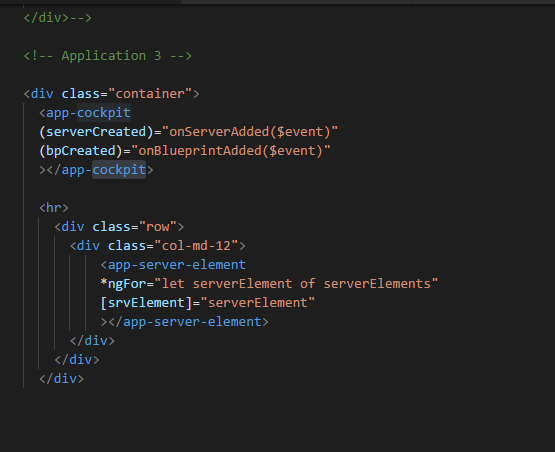 </div>-->
<!-- Application 3 -->
<div class="container">
<app-cockpit
(serverCreated)="onServerAdded($event)"
(bpCreated)="onBlueprintAdded($event)"
></app-cockpit>
<hr>
<div class="row">
<div class="col-md-12">
<app-server-element
*ngFor="let serverElement of serverElements"
[srvElement]="serverElement"
></app-server-element>
</div>
</div>
</div>